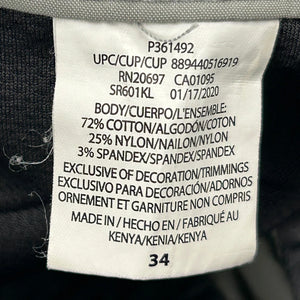 P361492
UPC/CUP/CUP 889440516919
RN20697 CA01095
SR601KL 01/17/2020
BODY/CUERPO/L'ENSEMBLE:
72% COTTON/ALGODÓN/COTON
25% NYLON/NAILON/NYLON
3% SPANDEX/SPANDEX/SPANDEX
EXCLUSIVE OF DECORATION/TRIMMINGS
EXCLUSIVO DE DECORACIÓN/ADORNOS
ORNEMENT ET GARNITURE NON COMPRIS
MADE IN / HECHO EN / FABRIQUÉ AU
KENYA/KENIA/KENYA
34